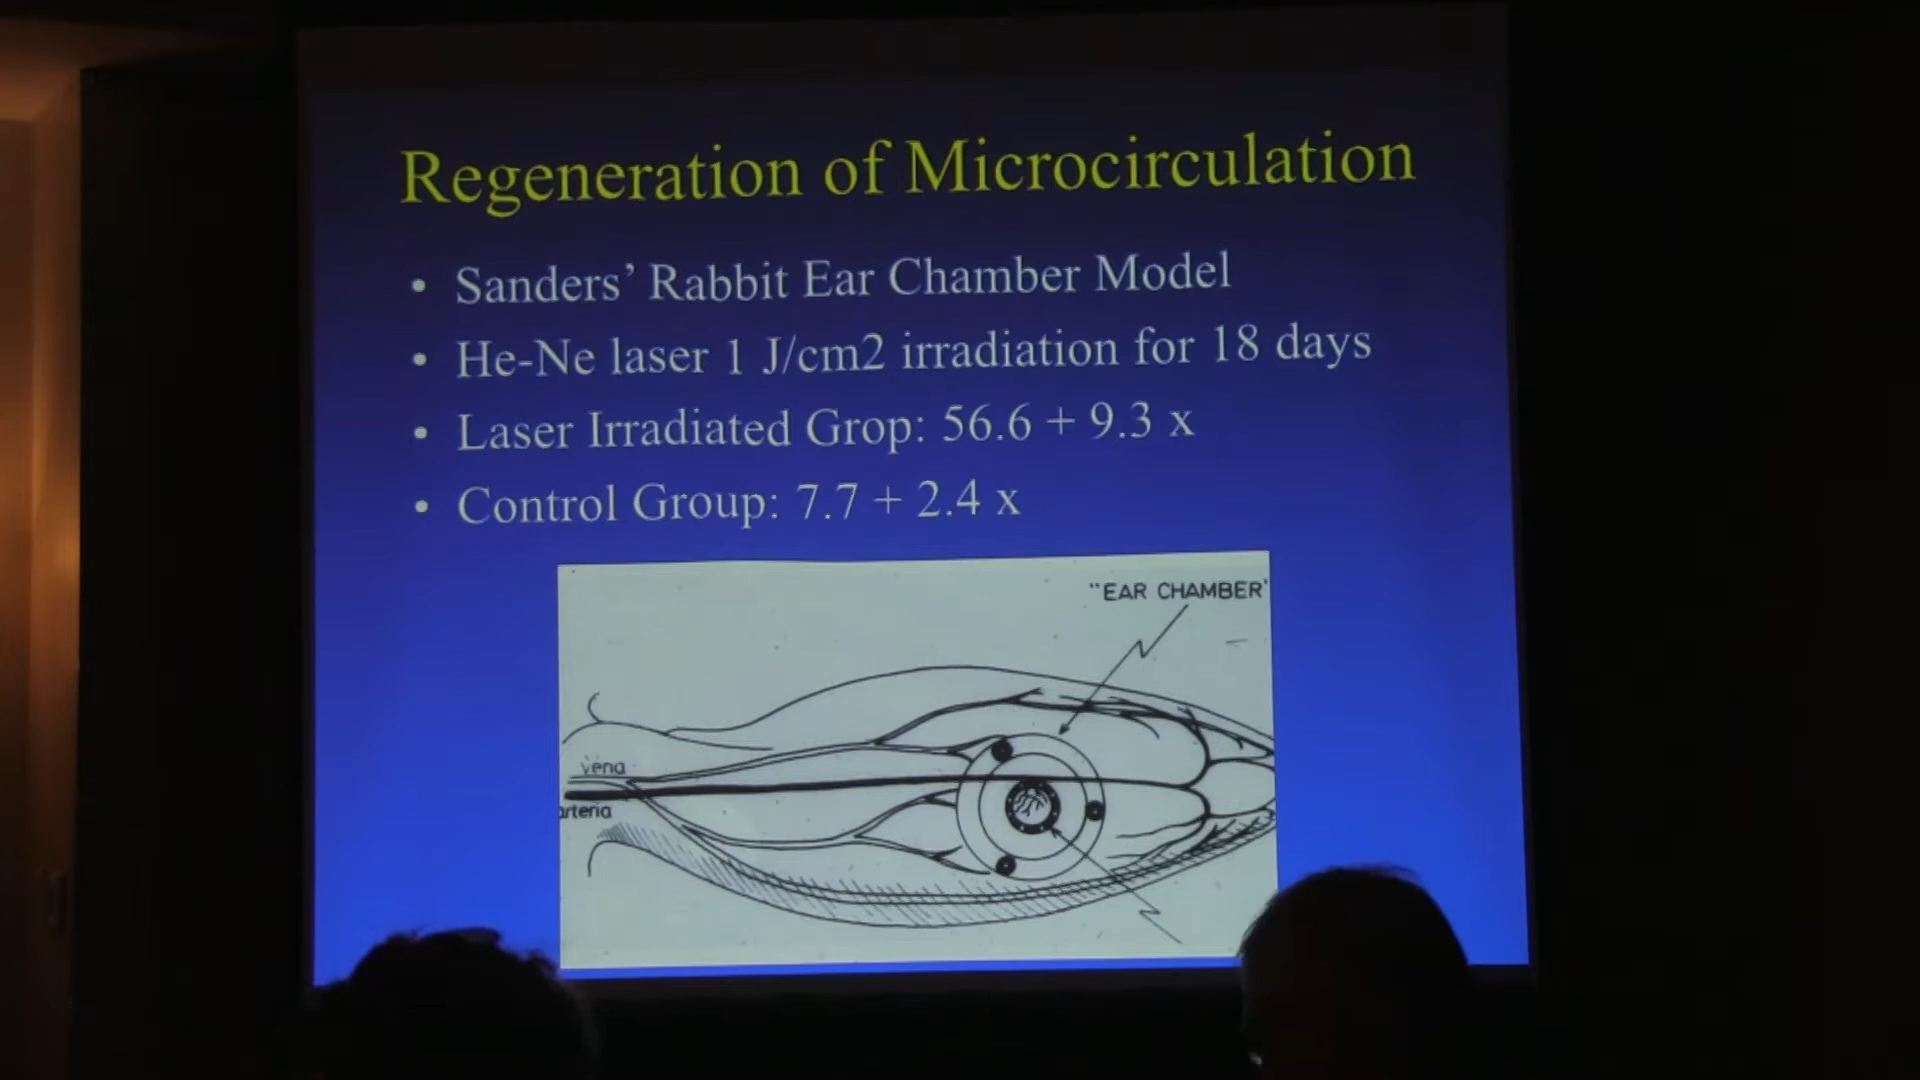 Regeneration of Microcirculation
• Sanders’ Rabbit Ear Chamber Model
• He-Ne laser 1 J/cm2 irradiation for 18 days
• Laser Irradiated Grop: 56.6 + 9.3 x
• Control Group: 7.7 + 2.4 x
"EAR CHAMBER'
vena
arteria